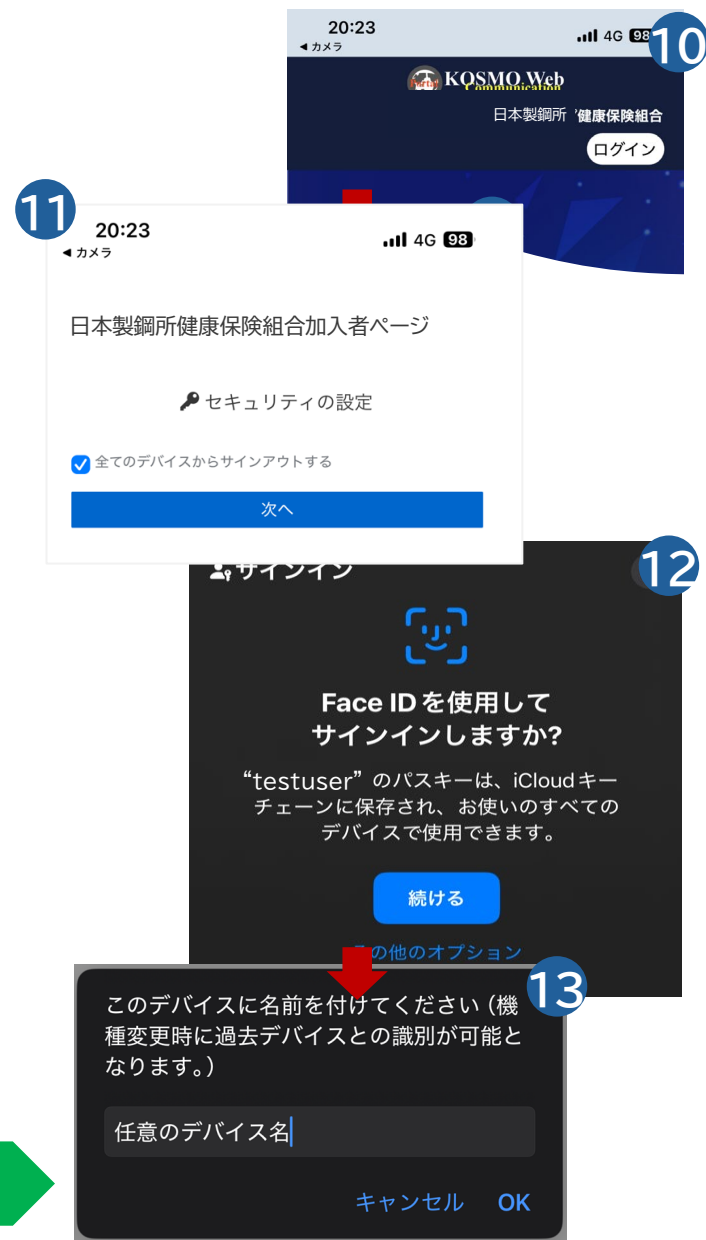 20:23
◀ カメラ
4G 98
10
Portal KOSMO Web
Communication
日本製鋼所 健康保険組合
ログイン
11
20:23
◀ カメラ
4G 98
日本製鋼所健康保険組合加入者ページ
セキュリティの設定
全てのデバイスからサインアウトする
次へ
サインイン
12
Face IDを使用して
サインインしますか?
“testuser”のパスキーは、iCloudキー
チェーンに保存され、お使いのすべての
デバイスで使用できます。
続ける
その他のオプション
13
このデバイスに名前を付けてください(機
種変更時に過去デバイスとの識別が可能と
なります。)
任意のデバイス名
キャンセル OK